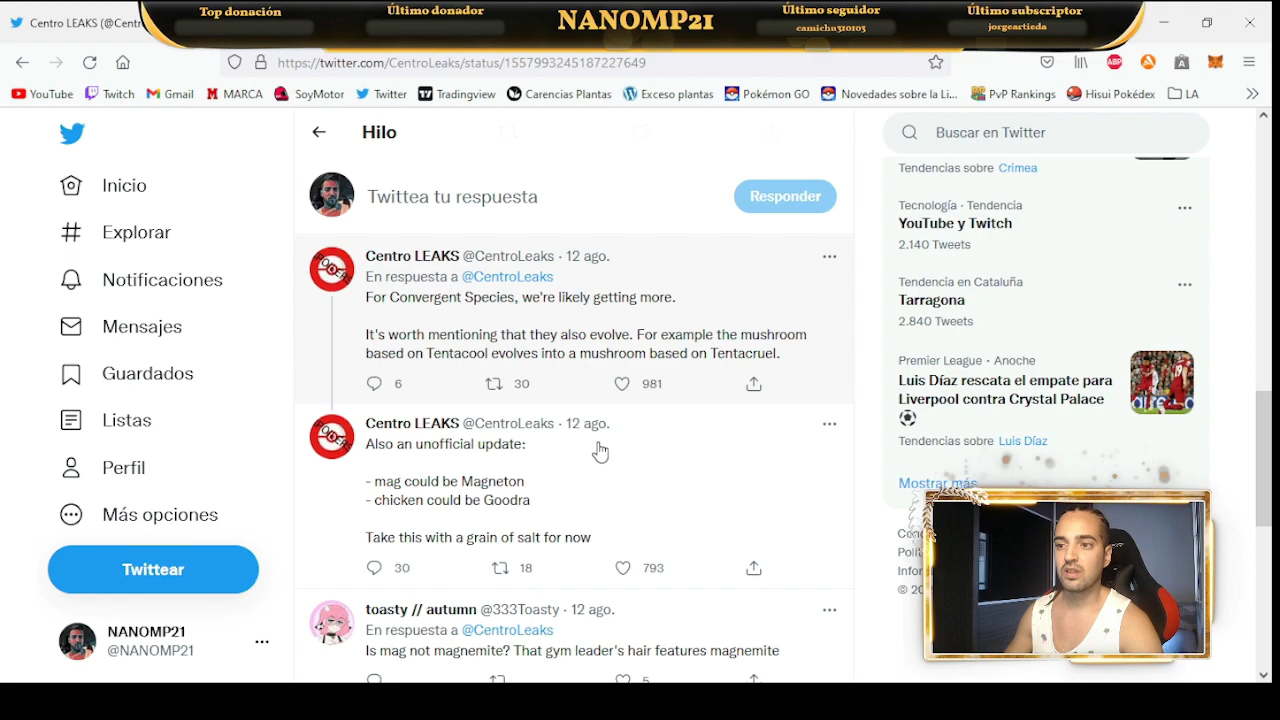 Top donación
Último donador
NANOMP21
Último seguidor
camichu310103
Último subscriptor
jorgeartieda
Centro LEAKS (@Centr
https://twitter.com/CentroLeaks/status/1557993245187227649
YouTube
Twitch
Gmail
MARCA
SoyMotor
Twitter
Tradingview
Carencias Plantas
Exceso plantas
Pokémon GO
Novedades sobre la Li...
PvP Rankings
Hisui Pokédex
LA
Inicio
Explorar
Notificaciones
Mensajes
Guardados
Listas
Perfil
Más opciones
Twittear
NANOMP21
@NANOMP21
Hilo
Twittea tu respuesta
Responder
Centro LEAKS @CentroLeaks · 12 ago.
En respuesta a @CentroLeaks
For Convergent Species, we're likely getting more.
It's worth mentioning that they also evolve. For example the mushroom
based on Tentacool evolves into a mushroom based on Tentacruel.
6 30 981
Centro LEAKS @CentroLeaks · 12 ago.
Also an unofficial update:
- mag could be Magneton
- chicken could be Goodra
Take this with a grain of salt for now
30 18 793
toasty // autumn @333Toasty · 12 ago.
En respuesta a @CentroLeaks
Is mag not magnemite? That gym leader's hair features magnemite
5
Buscar en Twitter
Tendencias sobre Crimea
Tecnología · Tendencia
YouTube y Twitch
2.140 Tweets
Tendencia en Cataluña
Tarragona
2.840 Tweets
Premier League · Anoche
Luis Díaz rescata el empate para
Liverpool contra Crystal Palace
Tendencias sobre Luis Díaz
Mostrar más